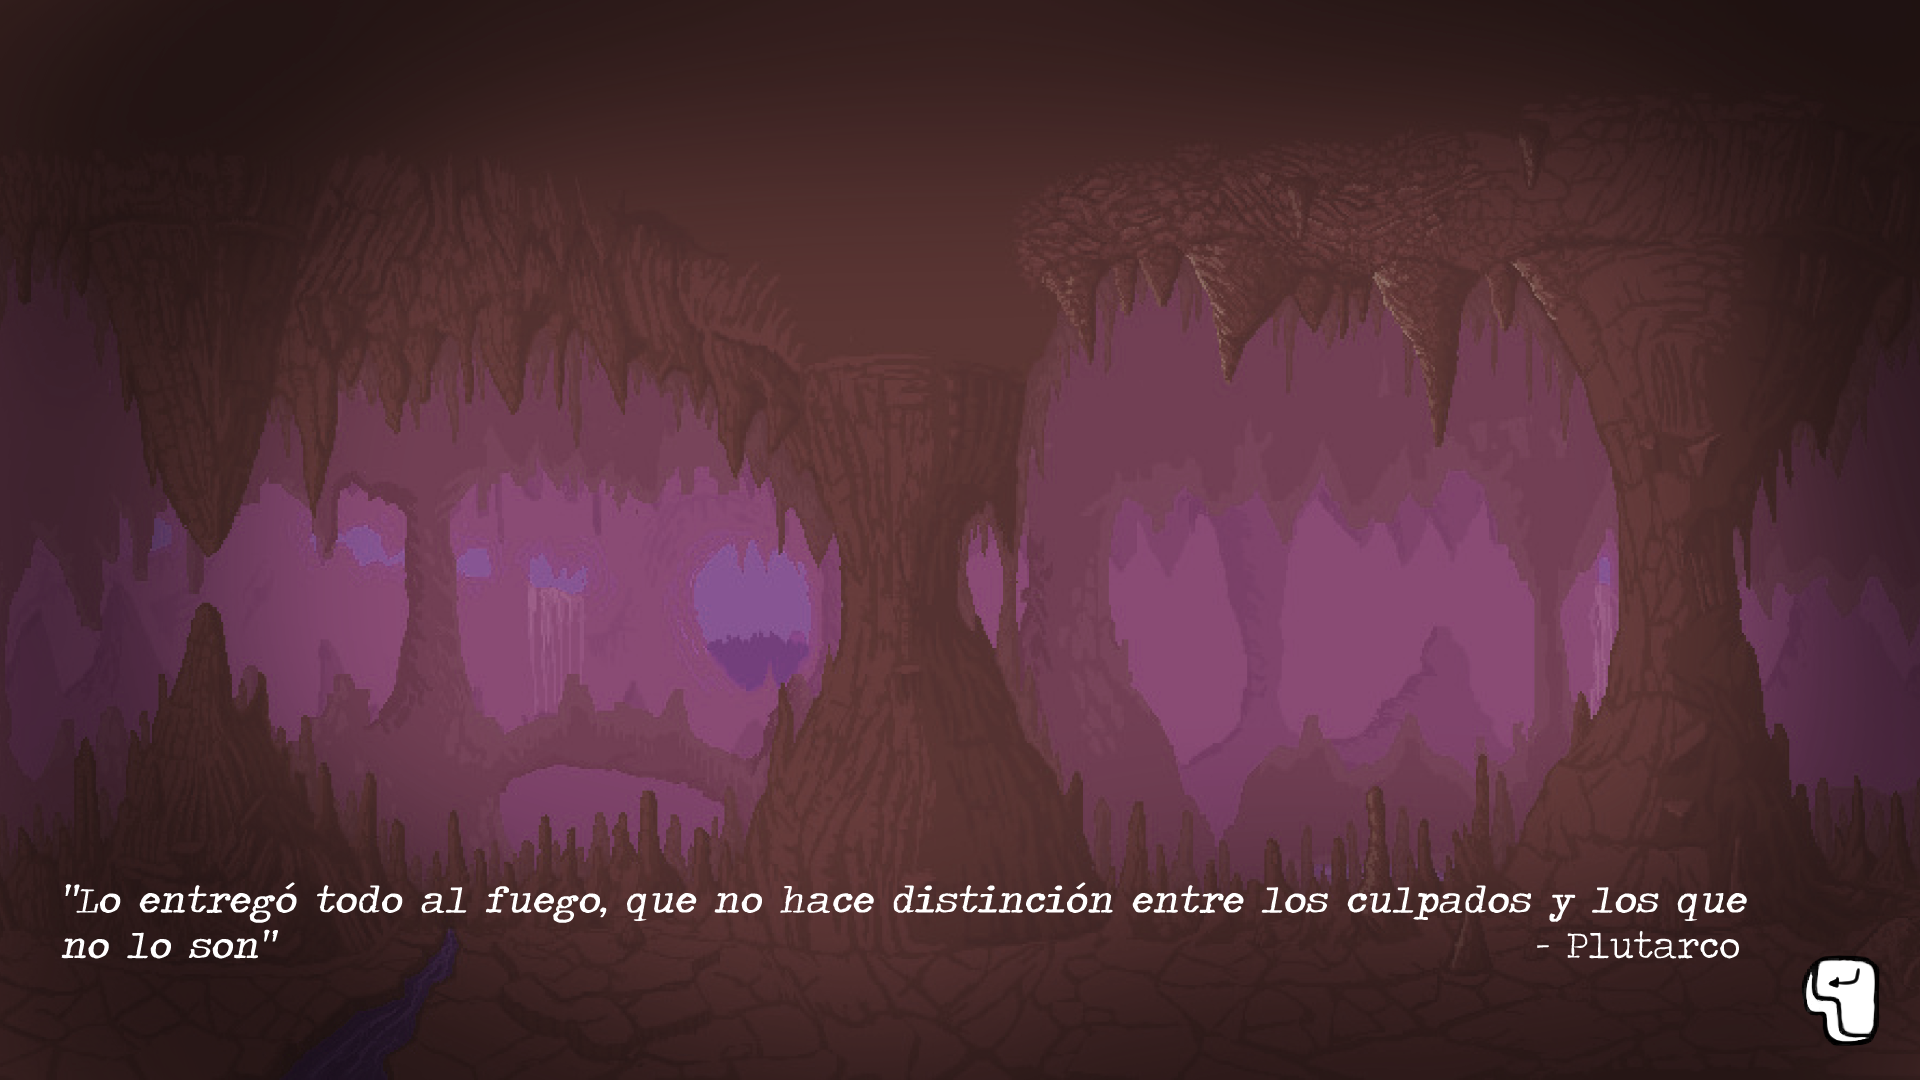 "Lo entregó todo al fuego, que no hace distinción entre los culpados y los que
no lo son"
- Plutarco